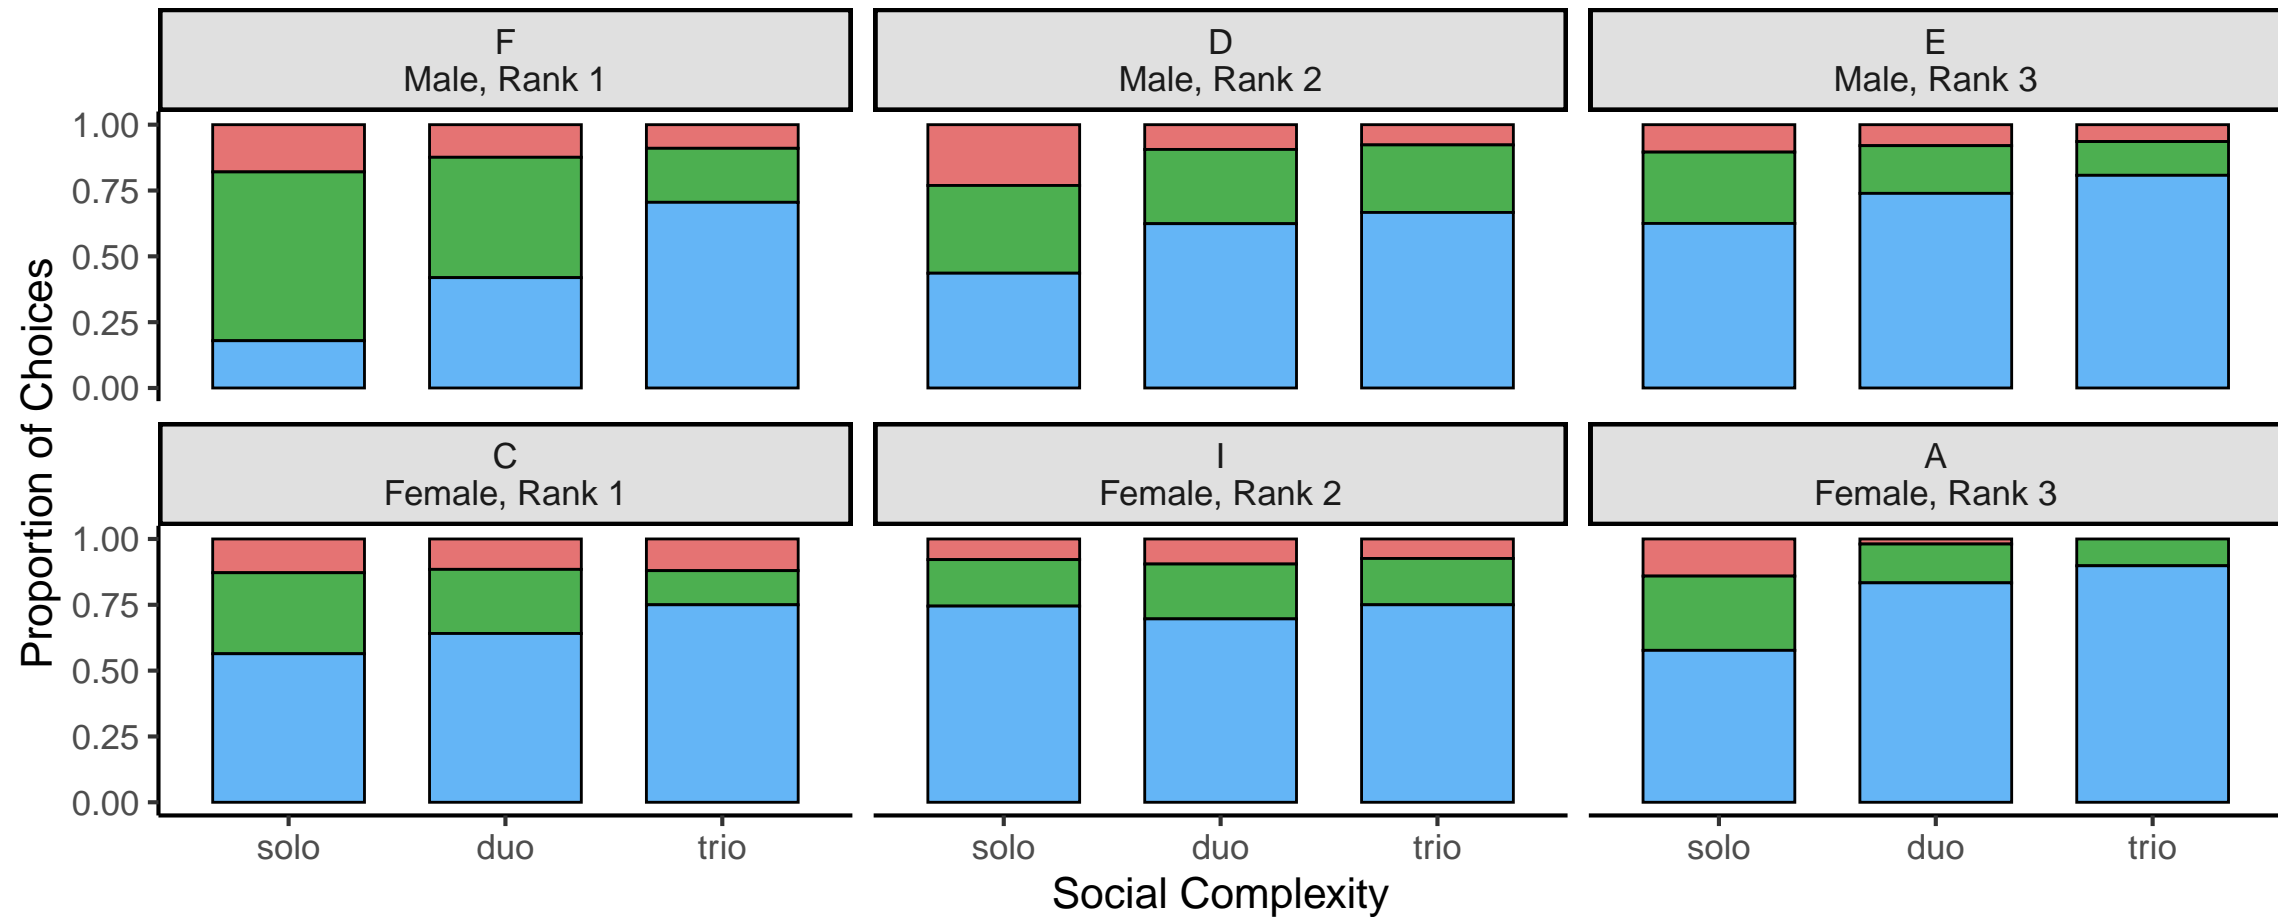 F
Male, Rank 1
D
Male, Rank 2
E
Male, Rank 3
1.00
0.75
0.50
0.25
0.00
Proportion of Choices
C
Female, Rank 1
I
Female, Rank 2
A
Female, Rank 3
1.00
0.75
0.50
0.25
0.00
solo duo trio
solo duo trio
solo duo trio
Social Complexity